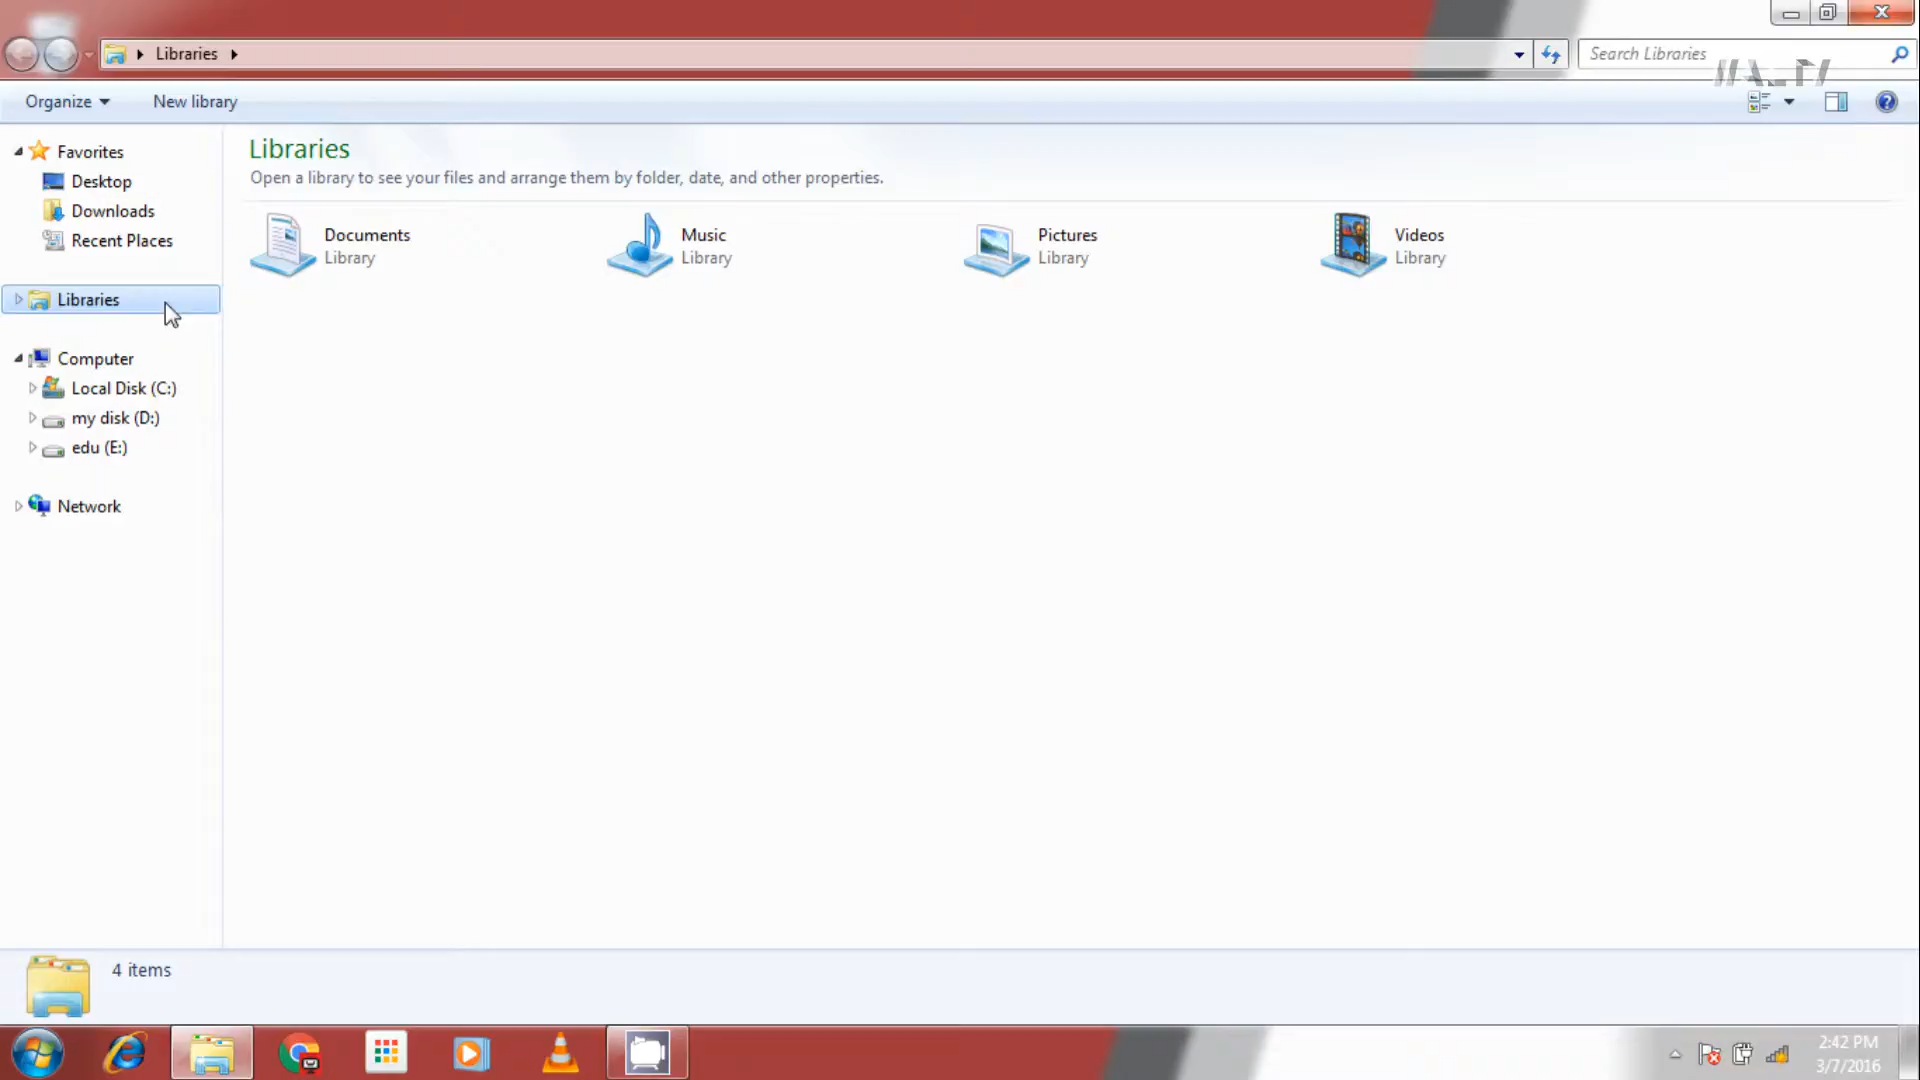 Libraries
Search Libraries
Organize
New library
Favorites
Desktop
Downloads
Recent Places
Libraries
Computer
Local Disk (C:)
my disk (D:)
edu (E:)
Network
Libraries
Open a library to see your files and arrange them by folder, date, and other properties.
Documents
Library
Music
Library
Pictures
Library
Videos
Library
4 items
2:42 PM
3/7/2016